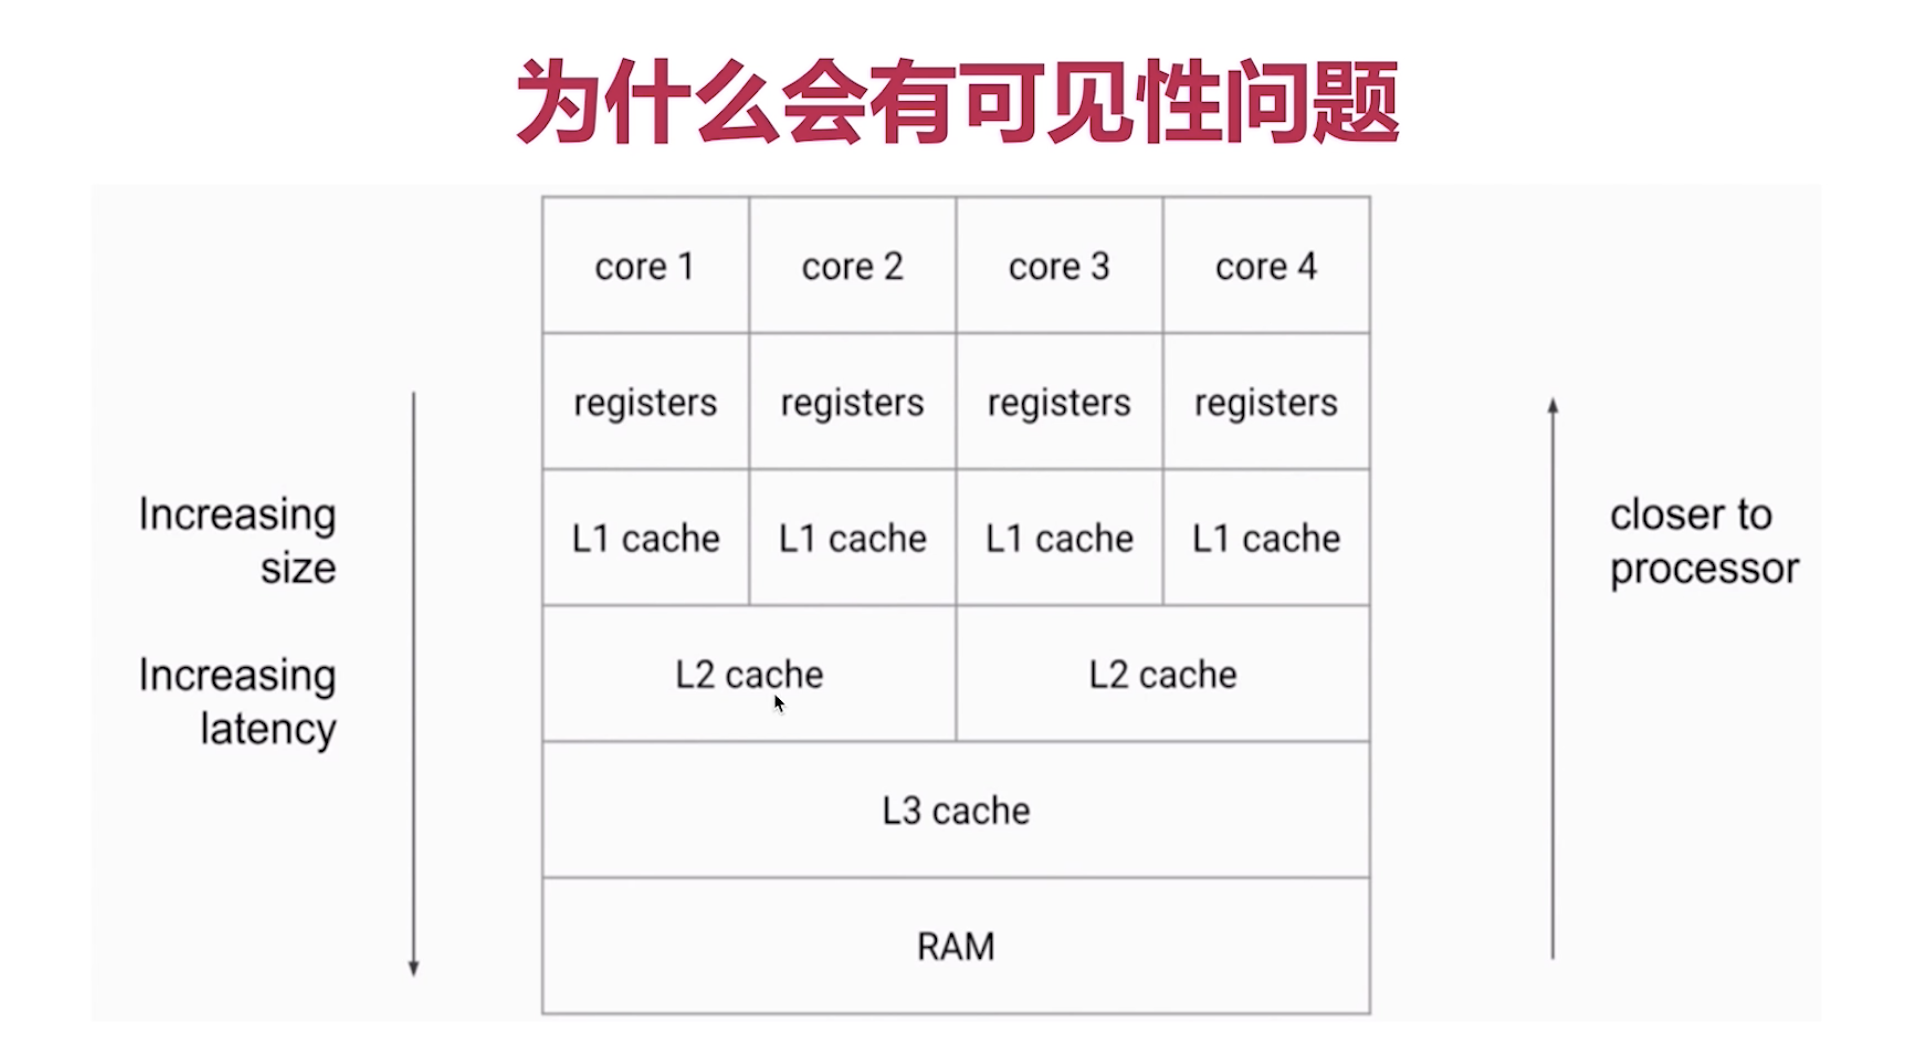 为什么会有可见性问题
core 1 core 2 core 3 core 4
registers registers registers registers
L1 cache L1 cache L1 cache L1 cache
L2 cache L2 cache
L3 cache
RAM
Increasing
size
Increasing
latency
closer to
processor